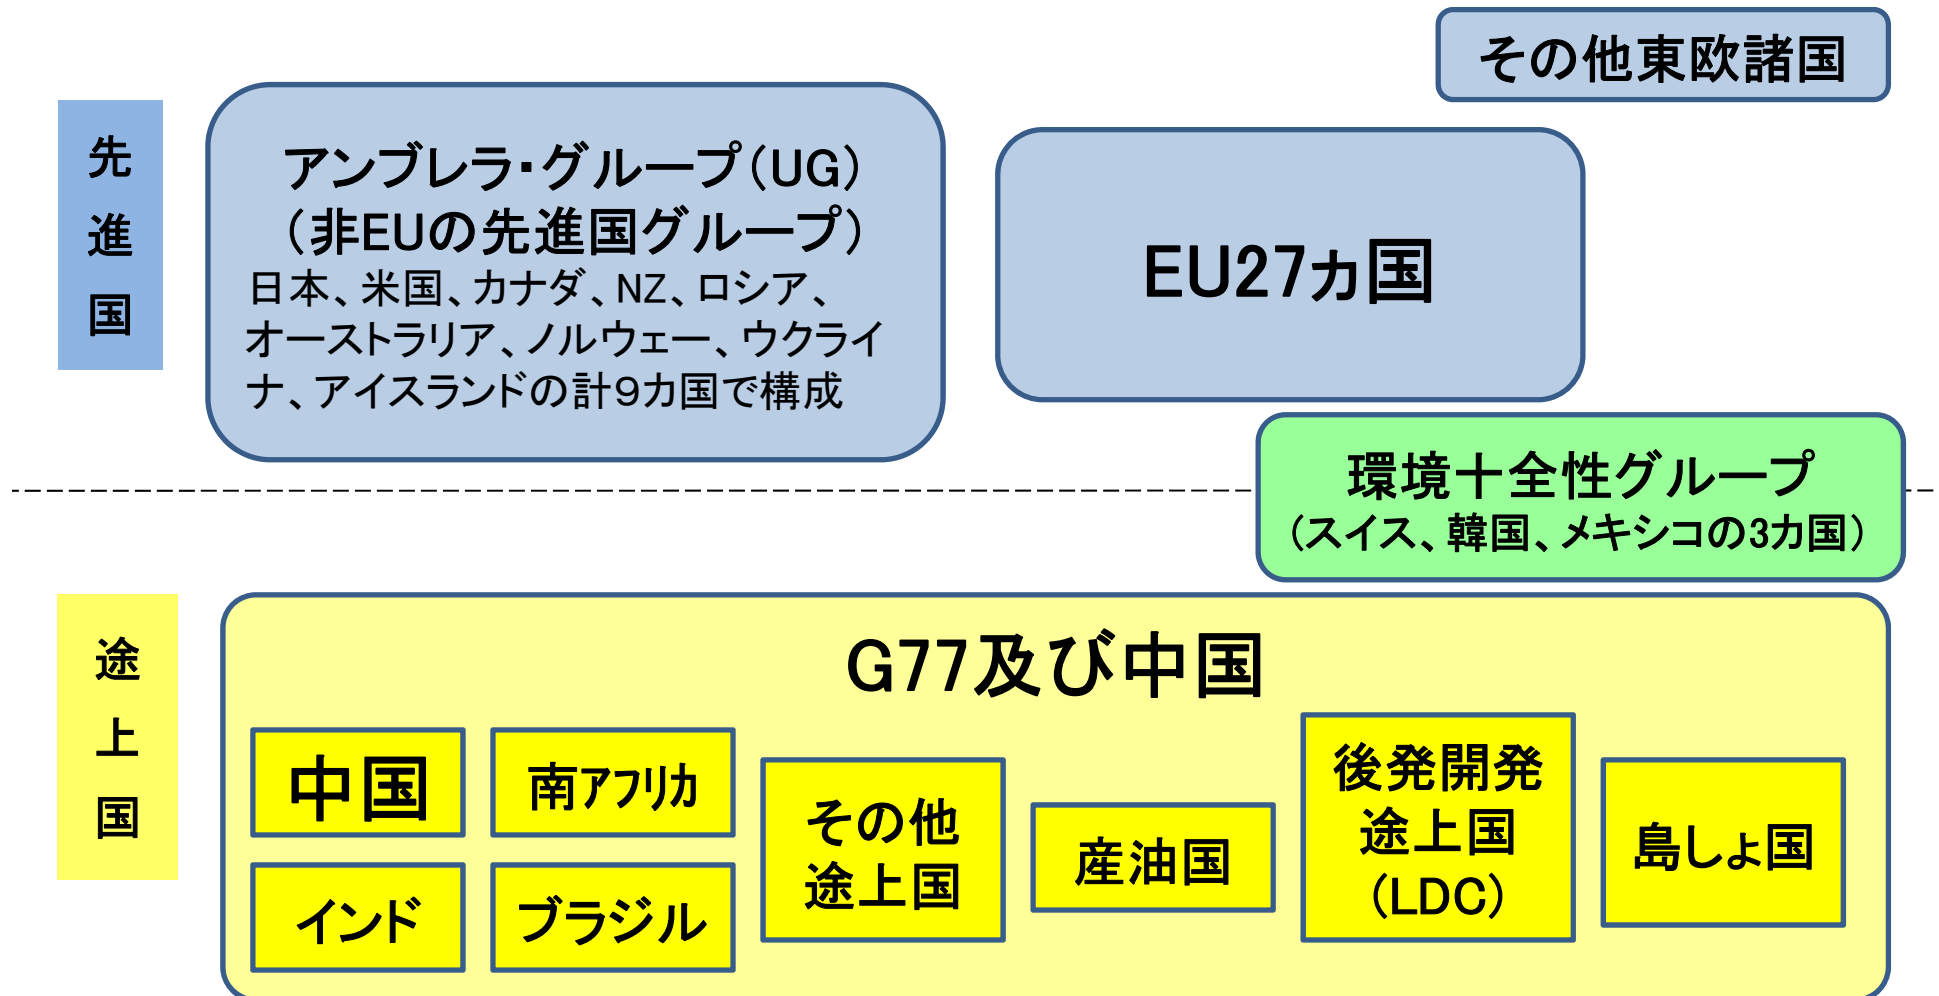 その他東欧諸国
先進国
アンブレラ・グループ（UG）
（非EUの先進国グループ）
日本、米国、カナダ、NZ、ロシア、
オーストラリア、ノルウェー、ウクライ
ナ、アイスランドの計９カ国で構成
EU27ヵ国
環境十全性グループ
（スイス、韓国、メキシコの3カ国）
途上国
G77及び中国
中国
南アフリカ
インド
ブラジル
その他
途上国
産油国
後発開発
途上国
（LDC）
島しょ国